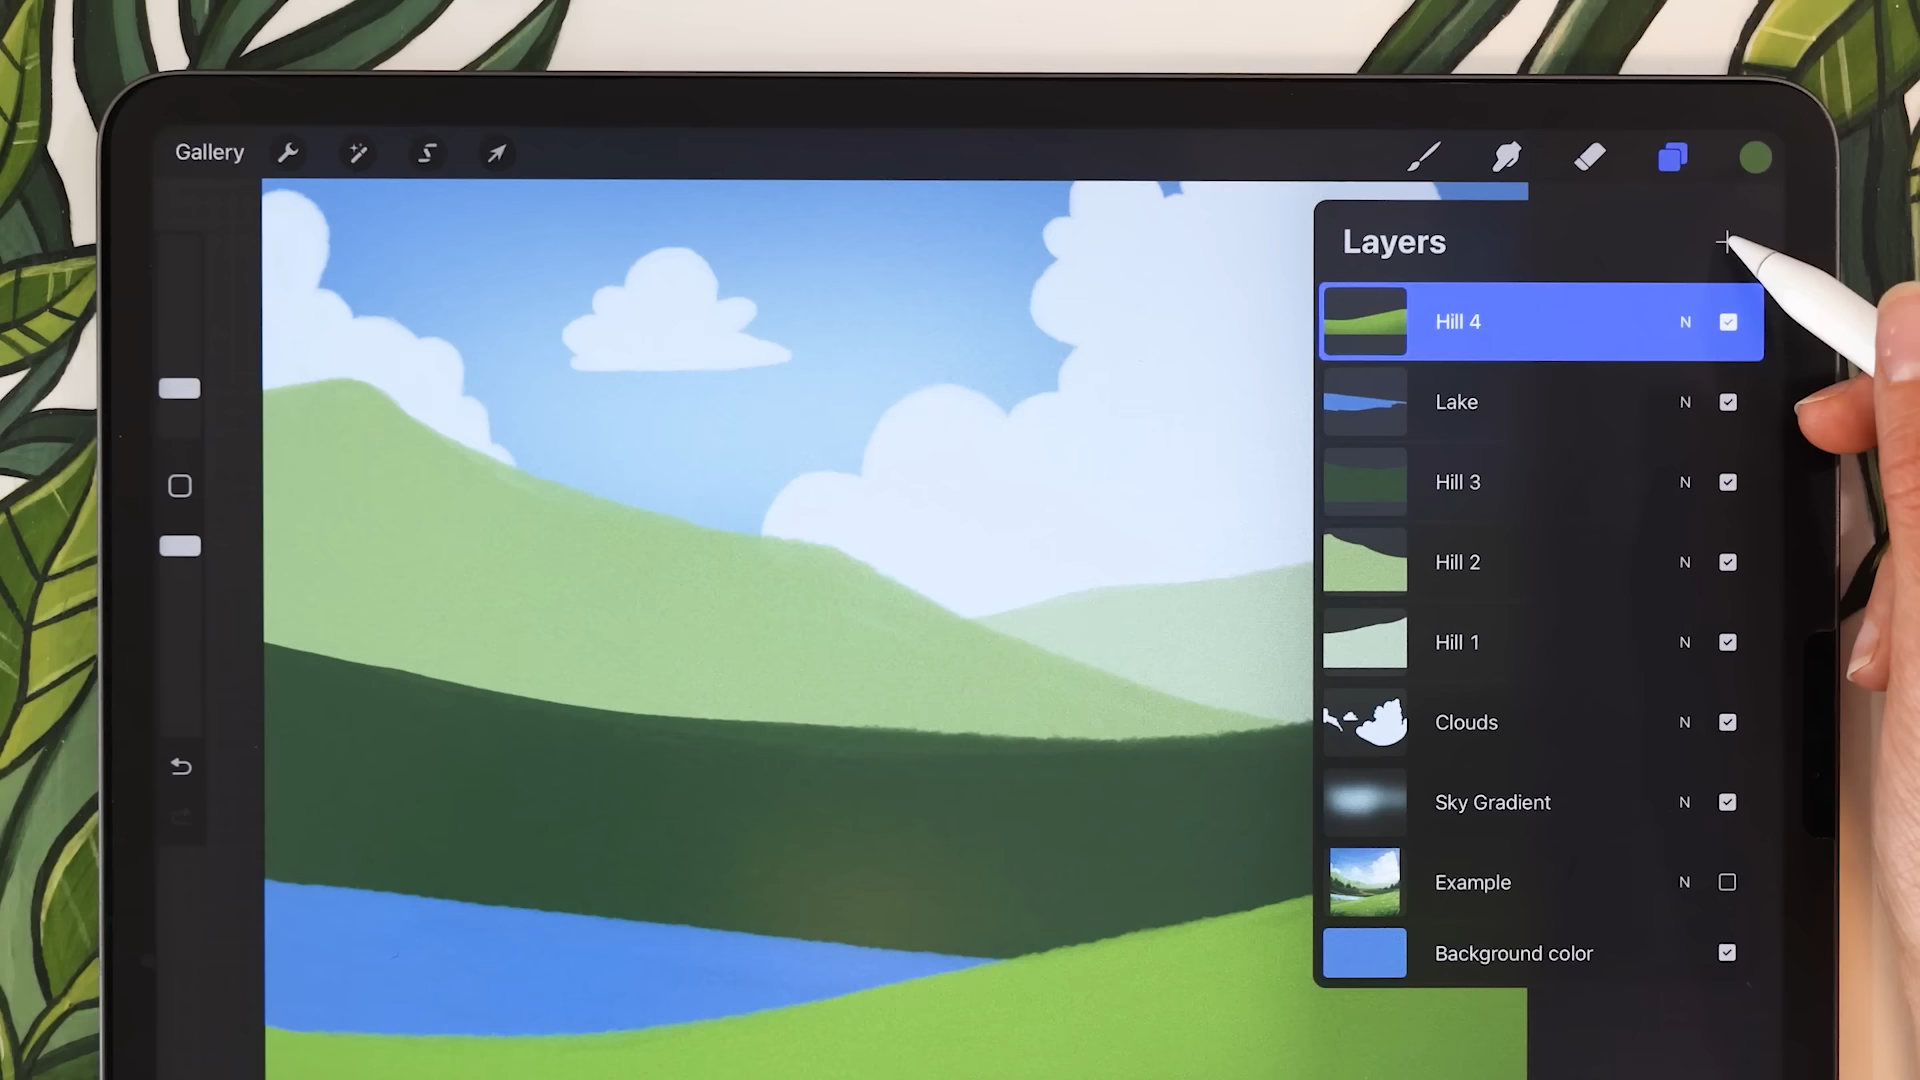 Gallery
Layers
Hill 4 N
Lake N
Hill 3 N
Hill 2 N
Hill 1 N
Clouds N
Sky Gradient N
Example N
Background color